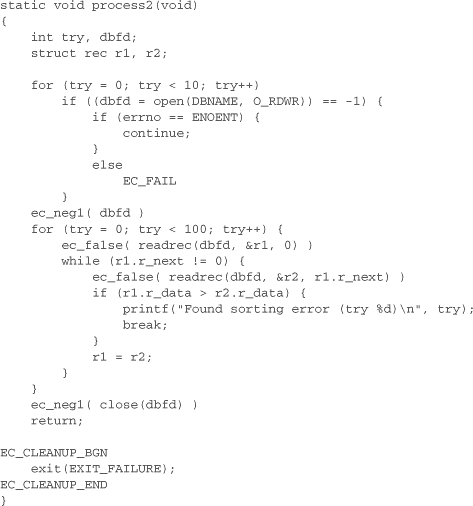 static void process2(void)
{
    int try, dbfd;
    struct rec r1, r2;

    for (try = 0; try < 10; try++)
        if ((dbfd = open(DBNAME, O_RDWR)) == -1) {
            if (errno == ENOENT) {
                continue;
            }
            else
                EC_FAIL
        }
    ec_neg1( dbfd )
    for (try = 0; try < 100; try++) {
        ec_false( readrec(dbfd, &r1, 0) )
        while (r1.r_next != 0) {
            ec_false( readrec(dbfd, &r2, r1.r_next) )
            if (r1.r_data > r2.r_data) {
                printf("Found sorting error (try %d)\n", try);
                break;
            }
            r1 = r2;
        }
    }
    ec_neg1( close(dbfd) )
    return;

EC_CLEANUP_BGN
    exit(EXIT_FAILURE);
EC_CLEANUP_END
}